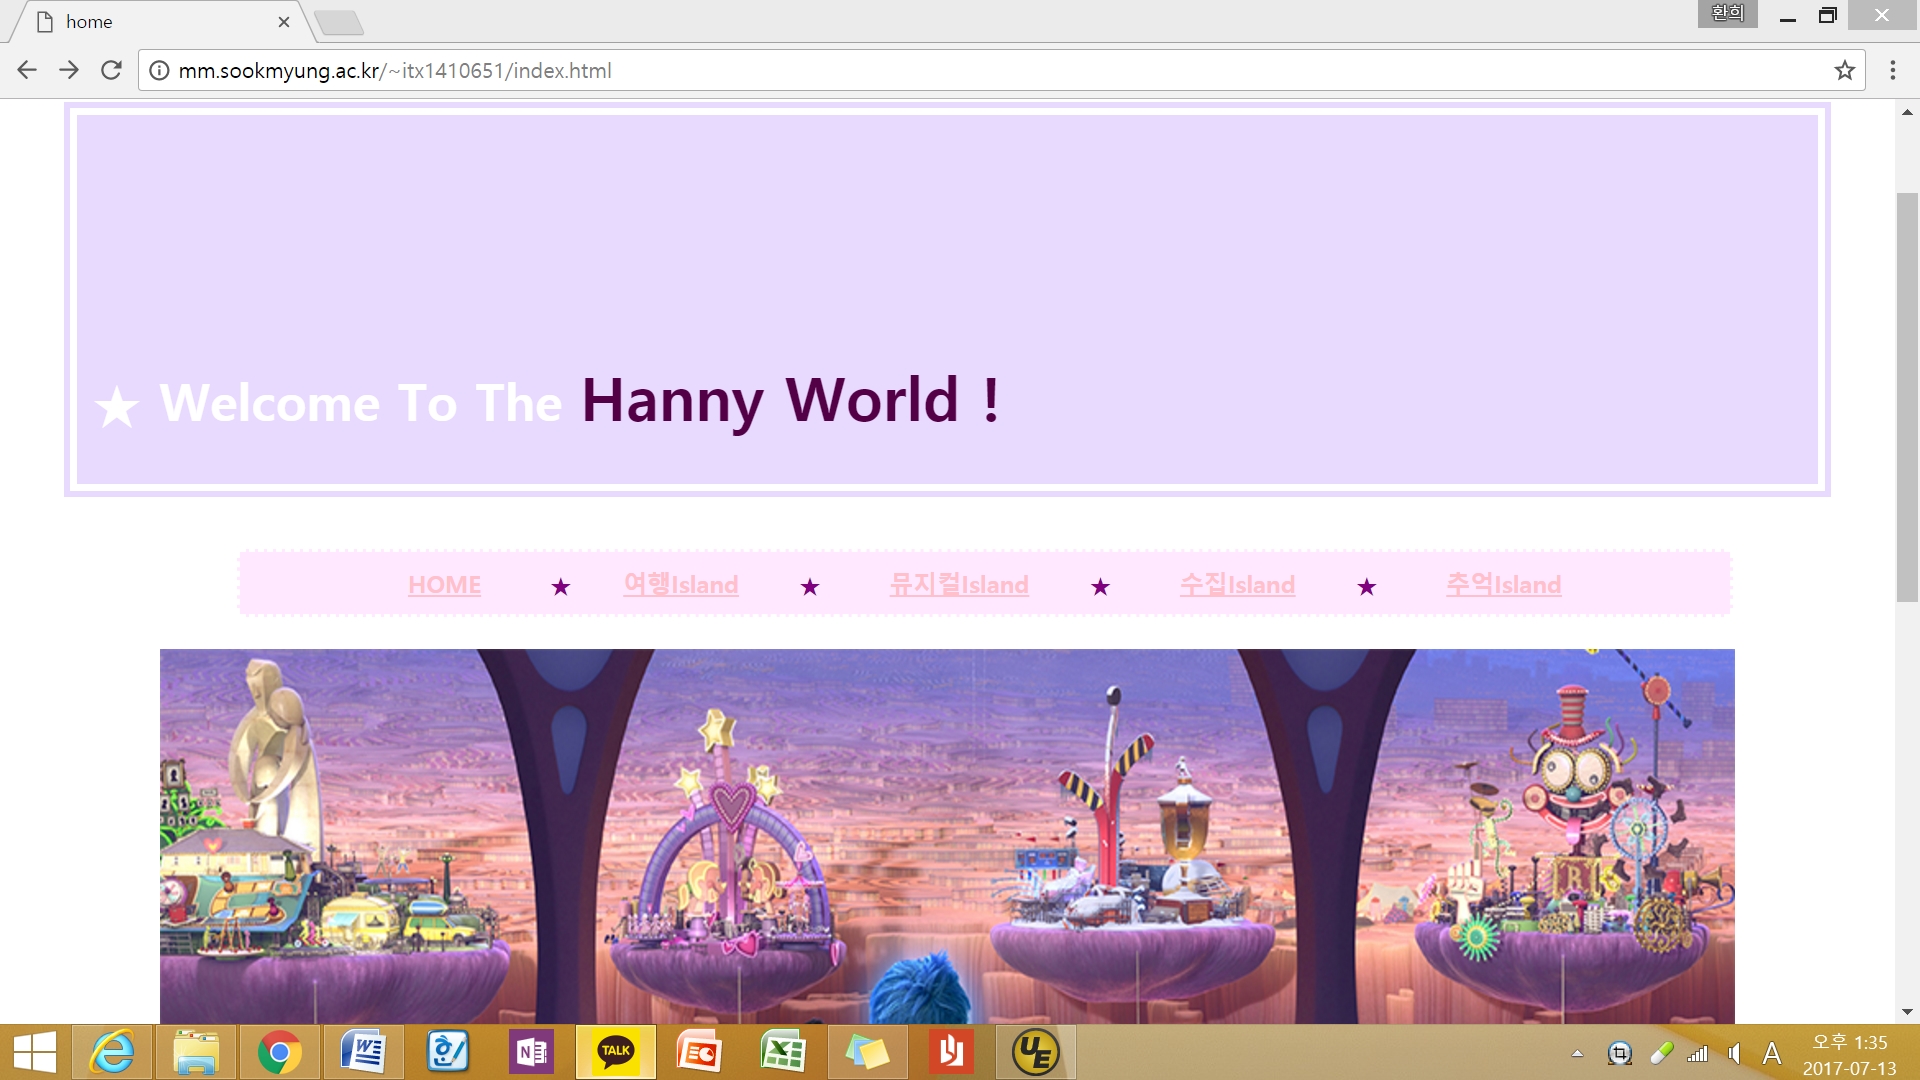 home
환희
mm.sookmyung.ac.kr/~itx1410651/index.html
★ Welcome To The Hanny World !
HOME ★ 여행Island ★ 뮤지컬Island ★ 수집Island ★ 추억Island
TALK
UE
A
오후 1:35
2017-07-13